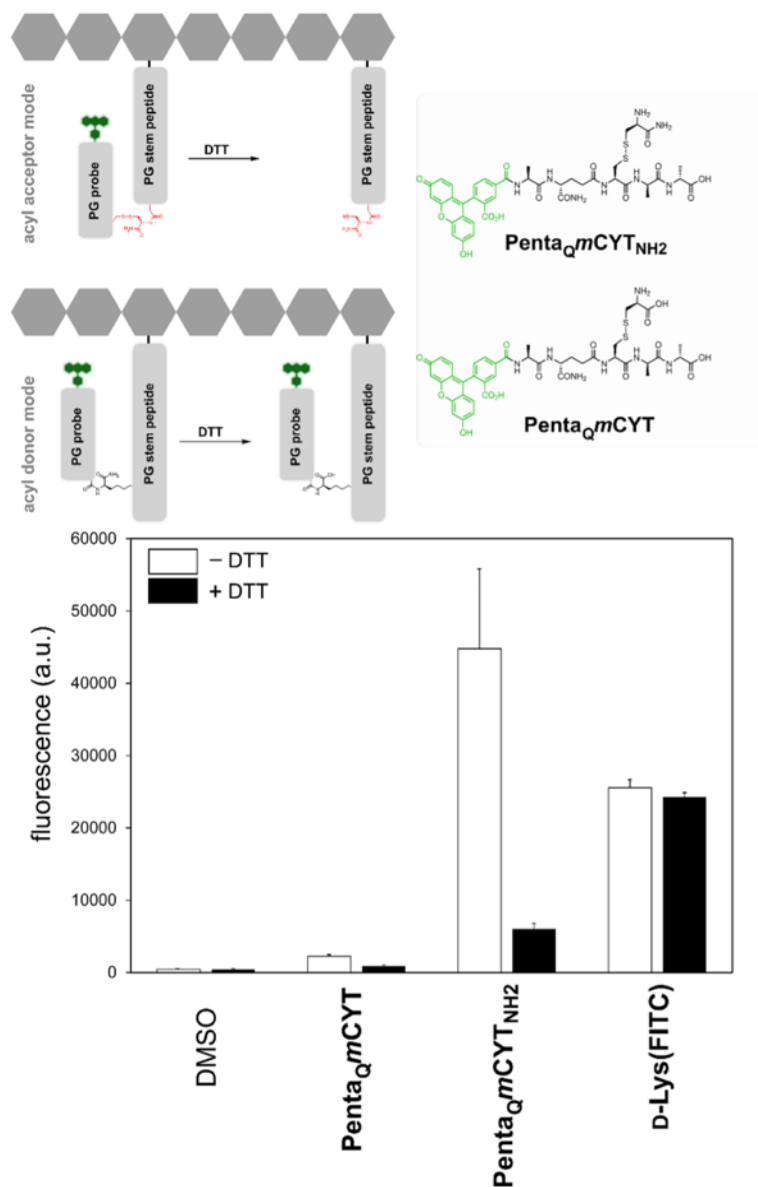 acyl acceptor mode
PG probe
PG stem peptide
DTT
PG stem peptide
acyl donor mode
PG probe
PG stem peptide
DTT
PG probe
PG stem peptide
PentaQmCYTNH2
PentaQmCYT
fluorescence (a.u.)
60000
50000
40000
30000
20000
10000
0
− DTT
+ DTT
DMSO
PentaQmCYT
PentaQmCYTNH2
D-Lys(FITC)